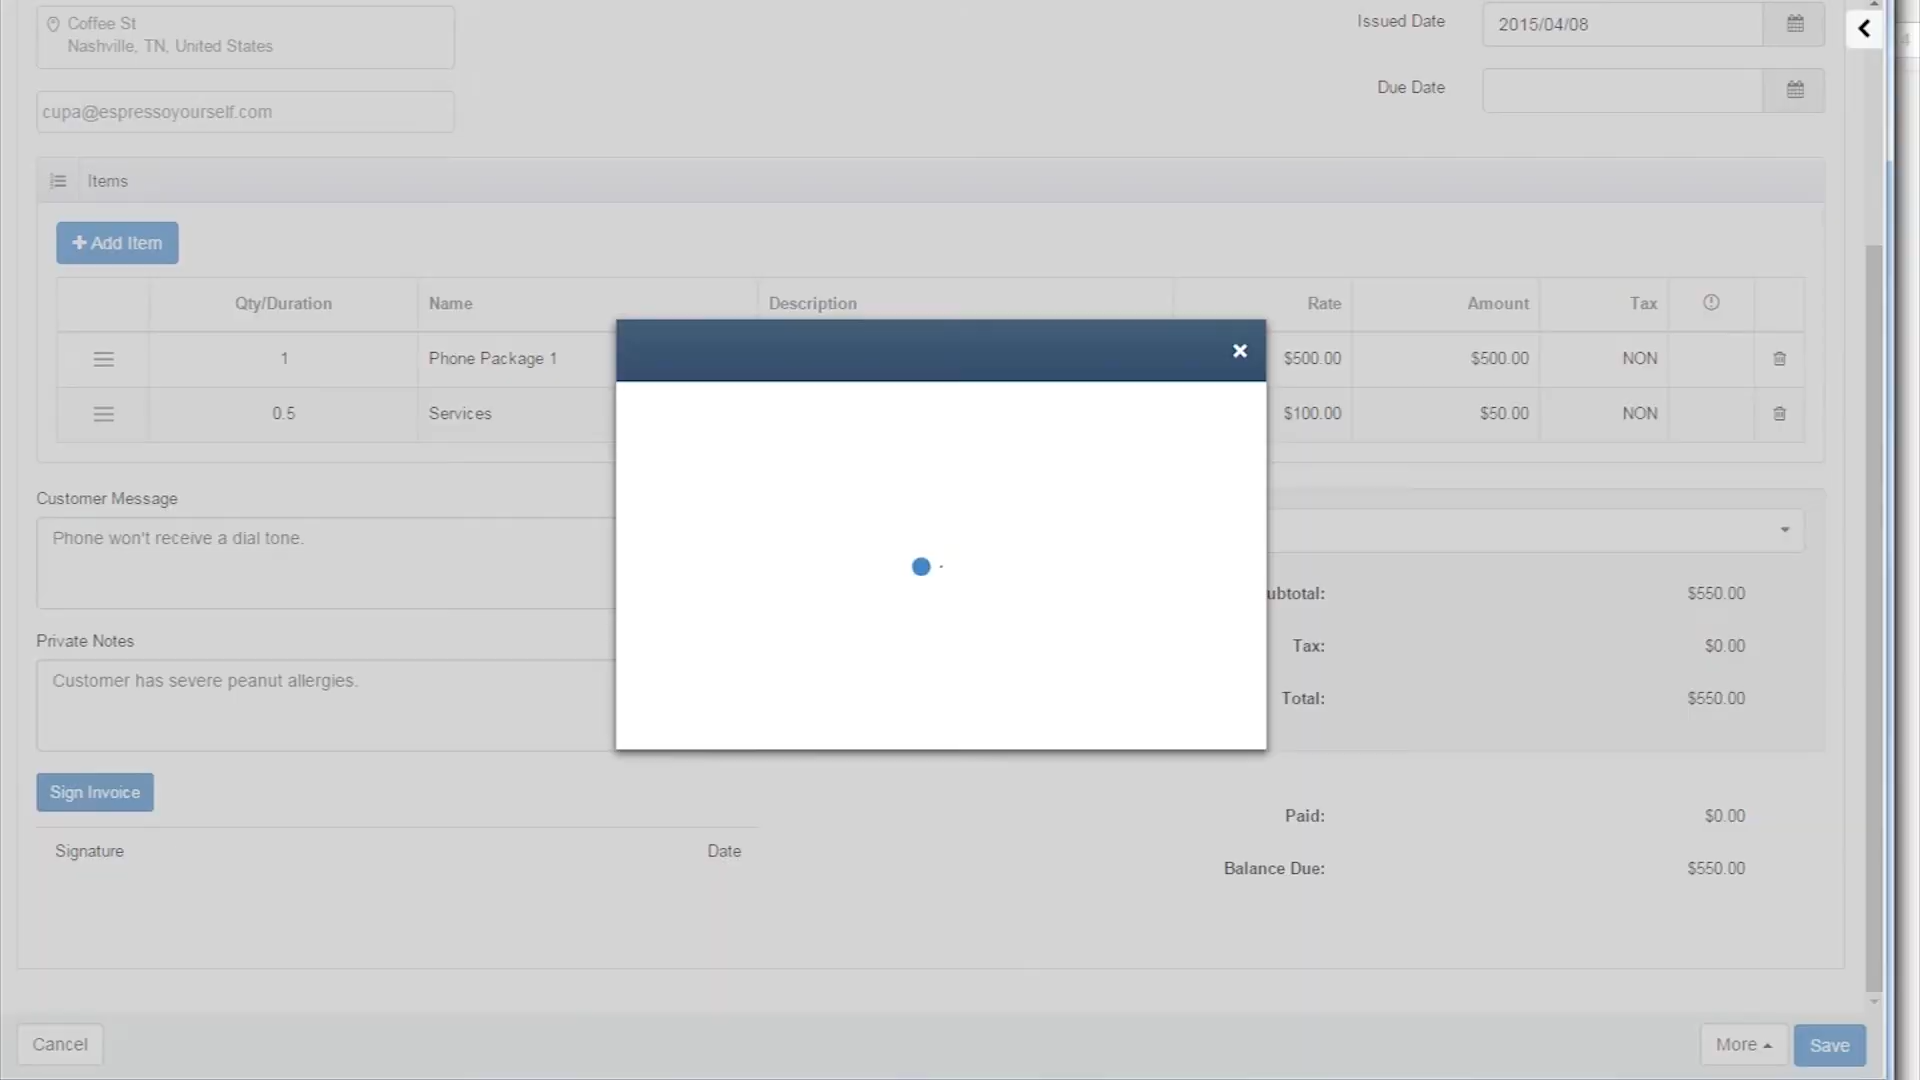 Coffee St
Nashville, TN, United States
cupa@espressoyourself.com
Issued Date
2015/04/08
Due Date
Items
Add Item
Qty/Duration
Name
Description
Rate
Amount
Tax
1
Phone Package 1
$500.00
$500.00
NON
0.5
Services
$100.00
$50.00
NON
Customer Message
Phone won't receive a dial tone.
Private Notes
Customer has severe peanut allergies.
ubtotal:
$550.00
Tax:
$0.00
Total:
$550.00
Sign Invoice
Signature
Date
Paid:
$0.00
Balance Due:
$550.00
Cancel
More
Save